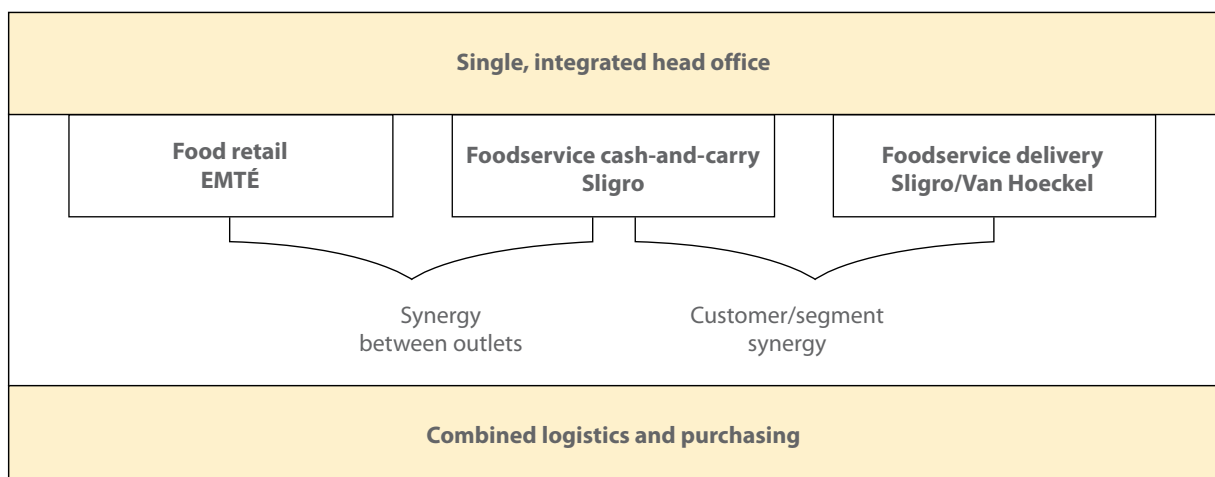 Single, integrated head office
Food retail
EMTÉ
Foodservice cash-and-carry
Sligro
Foodservice delivery
Sligro/Van Hoeckel
Synergy
between outlets
Customer/segment
synergy
Combined logistics and purchasing